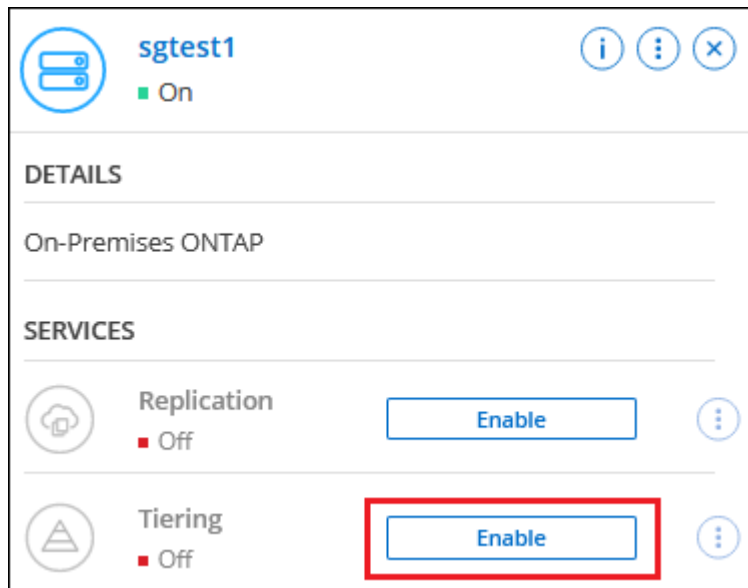 sgtest1
On
DETAILS
On-Premises ONTAP
SERVICES
Replication
Enable
Off
Tiering
Enable
Off